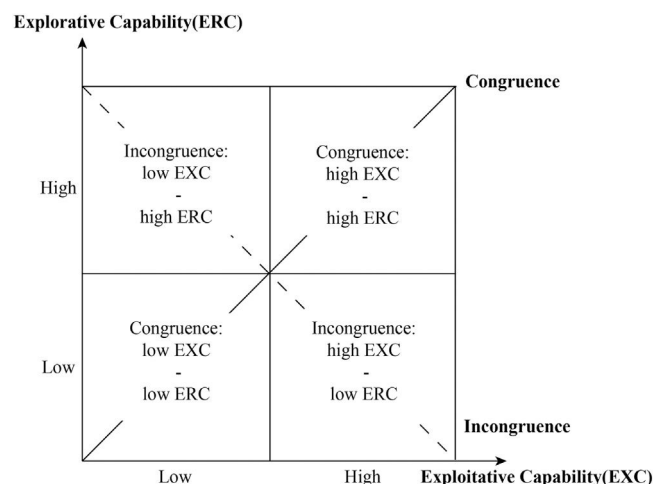 Explorative Capability(ERC)
Congruence
Incongruence:
low EXC
-
high ERC
Congruence:
high EXC
-
high ERC
High
Congruence:
low EXC
-
low ERC
Incongruence:
high EXC
-
low ERC
Low
Incongruence
Low
High
Exploitative Capability(EXC)